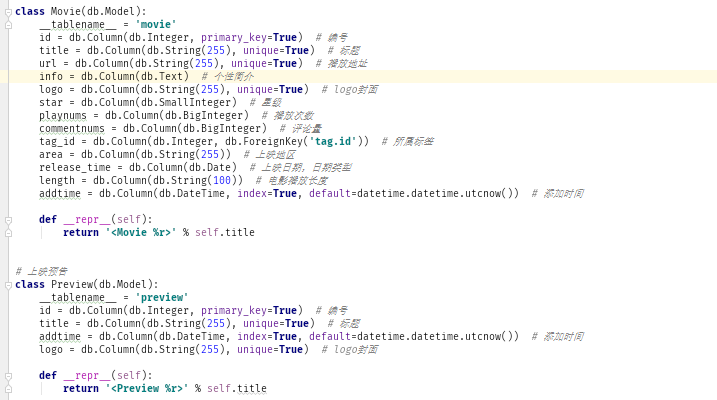 class Movie(db.Model):
    __tablename__ = 'movie'
    id = db.Column(db.Integer, primary_key=True)  # 编号
    title = db.Column(db.String(255), unique=True)  # 标题
    url = db.Column(db.String(255), unique=True)  # 播放地址
    info = db.Column(db.Text)  # 个性简介
    logo = db.Column(db.String(255), unique=True)  # logo封面
    star = db.Column(db.SmallInteger)  # 星级
    playnums = db.Column(db.BigInteger)  # 播放次数
    commentnums = db.Column(db.BigInteger)  # 评论量
    tag_id = db.Column(db.Integer, db.ForeignKey('tag.id'))  # 所属标签
    area = db.Column(db.String(255))  # 上映地区
    release_time = db.Column(db.Date)  # 上映日期，日期类型
    length = db.Column(db.String(100))  # 电影播放长度
    addtime = db.Column(db.DateTime, index=True, default=datetime.datetime.utcnow())  # 添加时间
    def __repr__(self):
        return '<Movie %r>' % self.title
# 上映预告
class Preview(db.Model):
    __tablename__ = 'preview'
    id = db.Column(db.Integer, primary_key=True)  # 编号
    title = db.Column(db.String(255), unique=True)  # 标题
    addtime = db.Column(db.DateTime, index=True, default=datetime.datetime.utcnow())  # 添加时间
    logo = db.Column(db.String(255), unique=True)  # logo封面
    def __repr__(self):
        return '<Preview %r>' % self.title